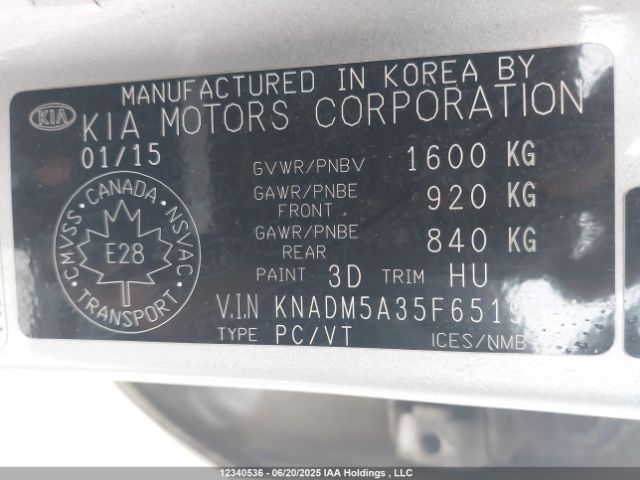 MANUFACTURED IN KOREA BY
KIA KIA MOTORS CORPORATION
01/15
GVWR/PNBV 1600 KG
GAWR/PNBE FRONT 920 KG
GAWR/PNBE REAR 840 KG
PAINT 3D TRIM HU
CANADA
CMVSS NSVAC
E28
TRANSPORT
V.I.N
TYPE PC/VT ICES/NMB
12340536 - 06/20/2025 IAA Holdings , LLC